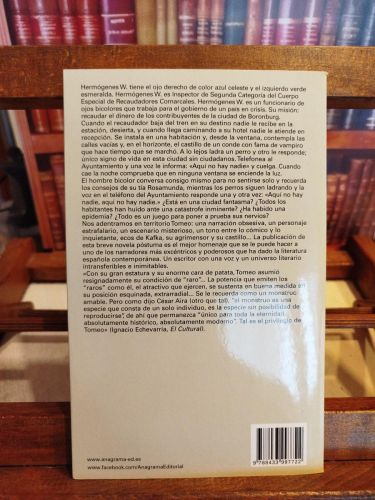 Hermógenes W. tiene el ojo derecho de color azul celeste y el izquierdo verde
esmeralda. Hermógenes W. es Inspector de Segunda Categoría del Cuerpo
Especial de Recaudadores Comarcales. Hermógenes W. es un funcionario de
ojos bicolores que trabaja para el gobierno de un país en crisis. Su misión:
recaudar el dinero de los contribuyentes de la ciudad de Boronburg.
Cuando el recaudador baja del tren en su destino nadie le recibe en la
estación, desierta, y cuando llega caminando a su hotel nadie le atiende en
recepción. Se instala en una habitación y, desde la ventana, contempla las
calles vacías y, en el horizonte, el castillo de un conde con fama de vampiro
que hace tiempo que se marchó. A lo lejos ladra un perro y otro le responde,
único signo de vida en esta ciudad sin ciudadanos. Telefonea al
Ayuntamiento y una voz le informa: «Aquí no hay nadie» y cuelga. Cuando
cae la noche comprueba que en ninguna ventana se enciende la luz.
El hombre bicolor conversa consigo mismo para no sentirse solo y recuerda
los consejos de su tía Rosamunda, mientras los perros siguen ladrando y la
voz en el teléfono del Ayuntamiento responde una y otra vez: «Aquí no hay
nadie, aquí no hay nadie.» ¿Está en una ciudad fantasma? ¿Todos los
habitantes han huido ante una catástrofe inminente? ¿Ha habido una
epidemia? ¿O es todo es un juego para poner a prueba sus nervios?
Nos adentramos en territorio Tomeo: una narración obsesiva, un personaje
estrafalario, un escenario misterioso, un tono entre lo cómico y lo
inquietante, ecos de Kafka, su agrimensor y su castillo... La publicación de
esta breve novela póstuma es el mejor homenaje que se le puede hacer a
uno de los narradores más excéntricos y poderosos que ha dado la literatura
española contemporánea. Un escritor con una voz y un universo literario
intransferibles e inimitables.
«Con su gran estatura y su enorme cara de patata, Tomeo asumió
resignadamente su condición de "raro"... La potencia que emiten los
"raros" como él, el atractivo que ejercen, se sustenta en buena medida en
su posición esquinada, extrarradial... Se le recuerda como un monstruo
amable. Pero como dijo César Aira (otro que tal), "el monstruo es una
especie que consta de un solo individuo, es la especie sin posibilidad de
reproducirse", de ahí que permanezca "único para toda la eternidad,
absolutamente histórico, absolutamente moderno". Tal es el privilegio de
Tomeo» (Ignacio Echevarría, El Cultural).
www.anagrama-ed.es
www.facebook.com/AnagramaEditorial
9 788433 997722